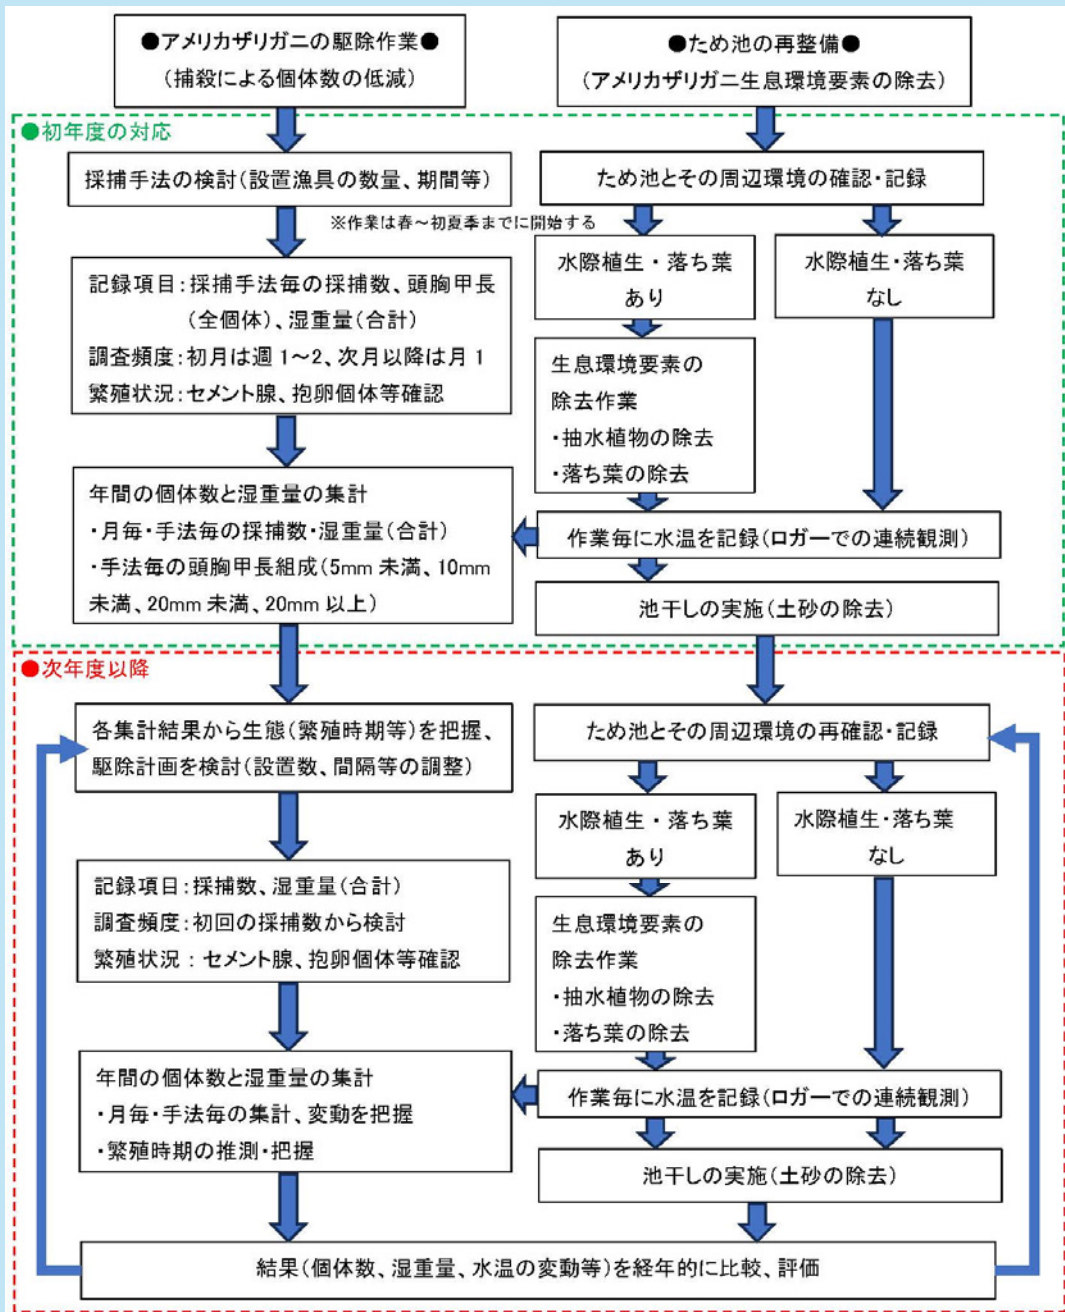 ●アメリカザリガニの駆除作業●
(捕殺による個体数の低減)
●ため池の再整備●
(アメリカザリガニ生息環境要素の除去)
●初年度の対応
採捕手法の検討(設置漁具の数量、期間等)
※作業は春～初夏季までに開始する
記録項目:採捕手法毎の採捕数、頭胸甲長
(全個体)、湿重量(合計)
調査頻度:初月は週1～2、次月以降は月1
繁殖状況:セメント腺、抱卵個体等確認
年間の個体数と湿重量の集計
・月毎・手法毎の採捕数・湿重量(合計)
・手法毎の頭胸甲長組成(5mm 未満、10mm
未満、20mm 未満、20mm 以上)
ため池とその周辺環境の確認・記録
水際植生・落ち葉
あり
水際植生・落ち葉
なし
生息環境要素の
除去作業
・抽水植物の除去
・落ち葉の除去
作業毎に水温を記録(ロガーでの連続観測)
池干しの実施(土砂の除去)
●次年度以降
各集計結果から生態(繁殖時期等)を把握、
駆除計画を検討(設置数、間隔等の調整)
記録項目:採捕数、湿重量(合計)
調査頻度:初回の採捕数から検討
繁殖状況:セメント腺、抱卵個体等確認
年間の個体数と湿重量の集計
・月毎・手法毎の集計、変動を把握
・繁殖時期の推測・把握
ため池とその周辺環境の再確認・記録
水際植生・落ち葉
あり
水際植生・落ち葉
なし
生息環境要素の
除去作業
・抽水植物の除去
・落ち葉の除去
作業毎に水温を記録(ロガーでの連続観測)
池干しの実施(土砂の除去)
結果(個体数、湿重量、水温の変動等)を経年的に比較、評価